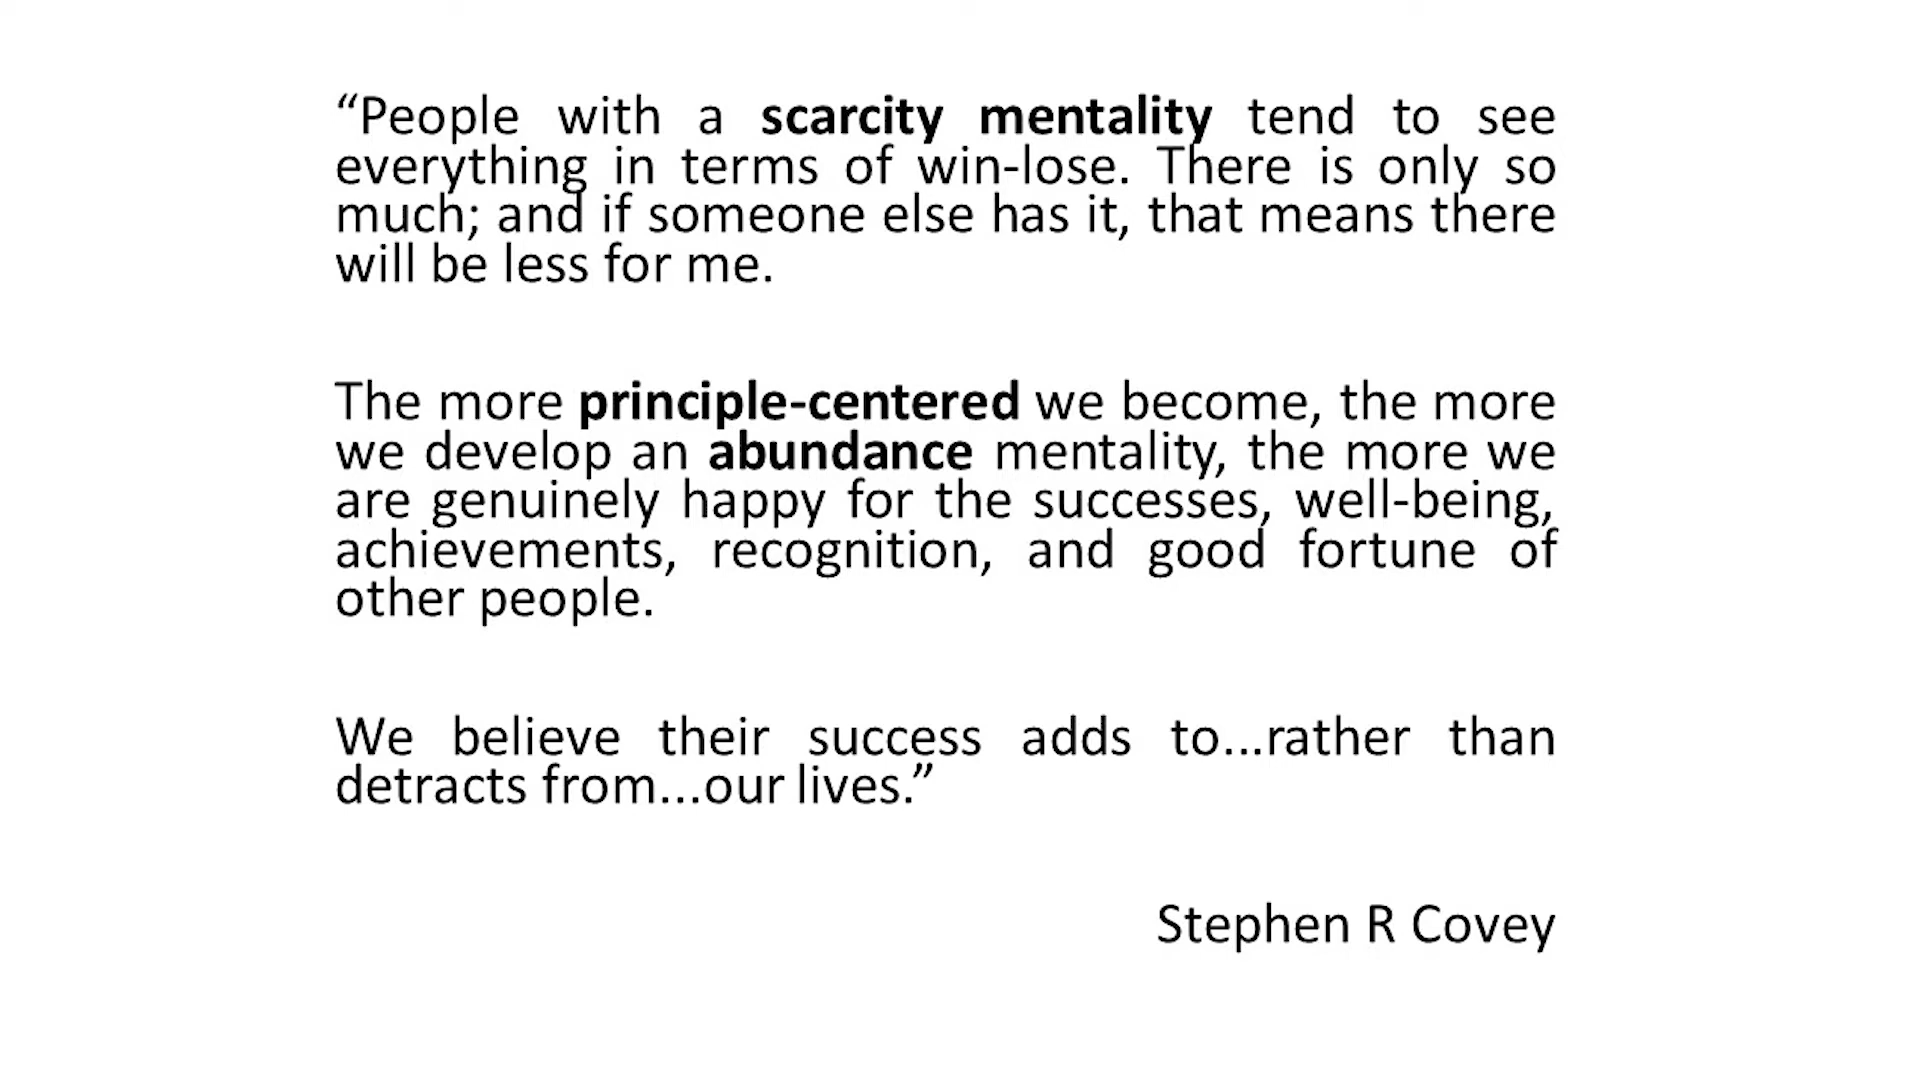 “People with a scarcity mentality tend to see
everything in terms of win-lose. There is only so
much; and if someone else has it, that means there
will be less for me.
The more principle-centered we become, the more
we develop an abundance mentality, the more we
are genuinely happy for the successes, well-being,
achievements, recognition, and good fortune of
other people.
We believe their success adds to...rather than
detracts from...our lives.”
Stephen R Covey